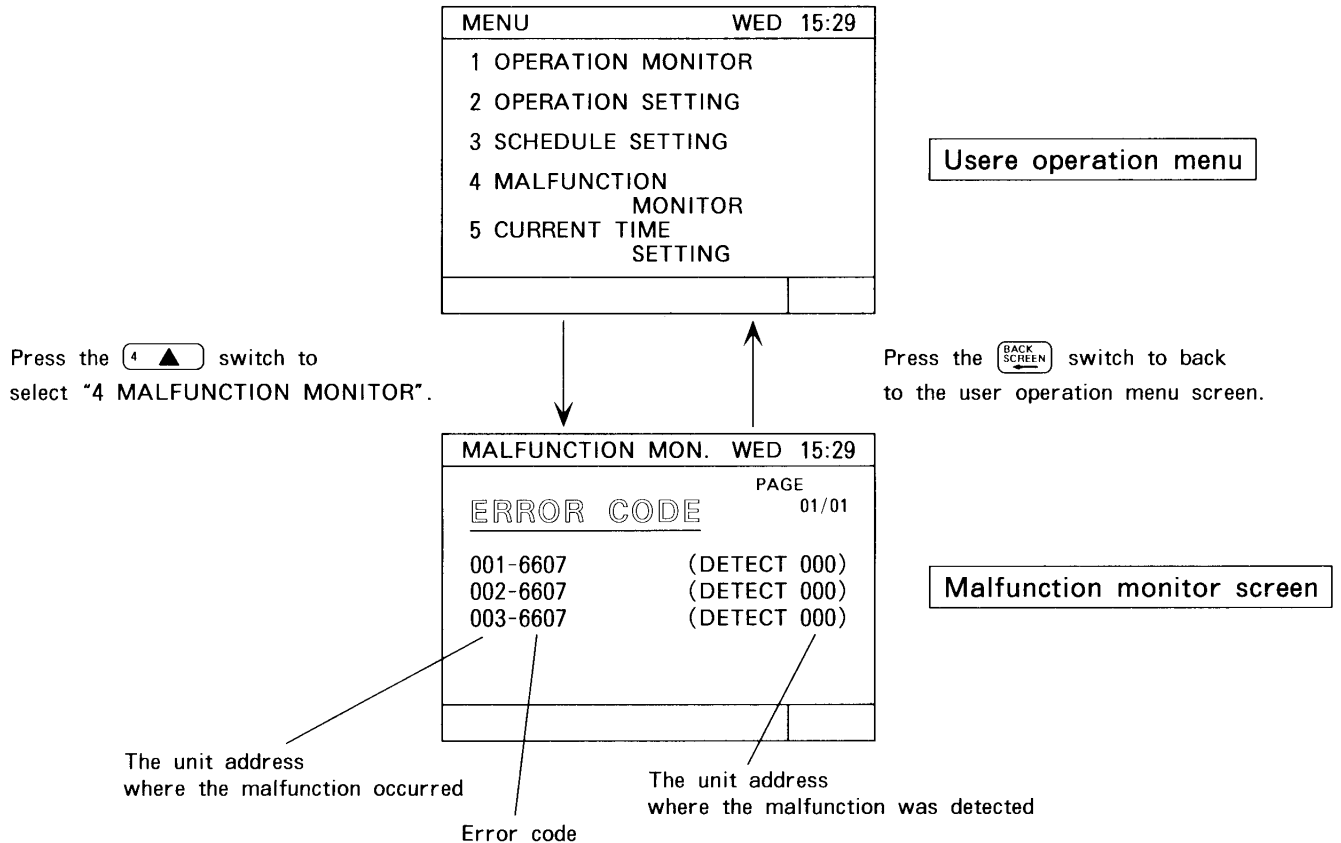 MENU WED 15:29
1 OPERATION MONITOR
2 OPERATION SETTING
3 SCHEDULE SETTING
4 MALFUNCTION
MONITOR
5 CURRENT TIME
SETTING
Usere operation menu
Press the 4 ▲ switch to
select "4 MALFUNCTION MONITOR".
Press the BACK SCREEN ← switch to back
to the user operation menu screen.
MALFUNCTION MON. WED 15:29
PAGE
01/01
ERROR CODE
001-6607 (DETECT 000)
002-6607 (DETECT 000)
003-6607 (DETECT 000)
Malfunction monitor screen
The unit address
where the malfunction occurred
Error code
The unit address
where the malfunction was detected